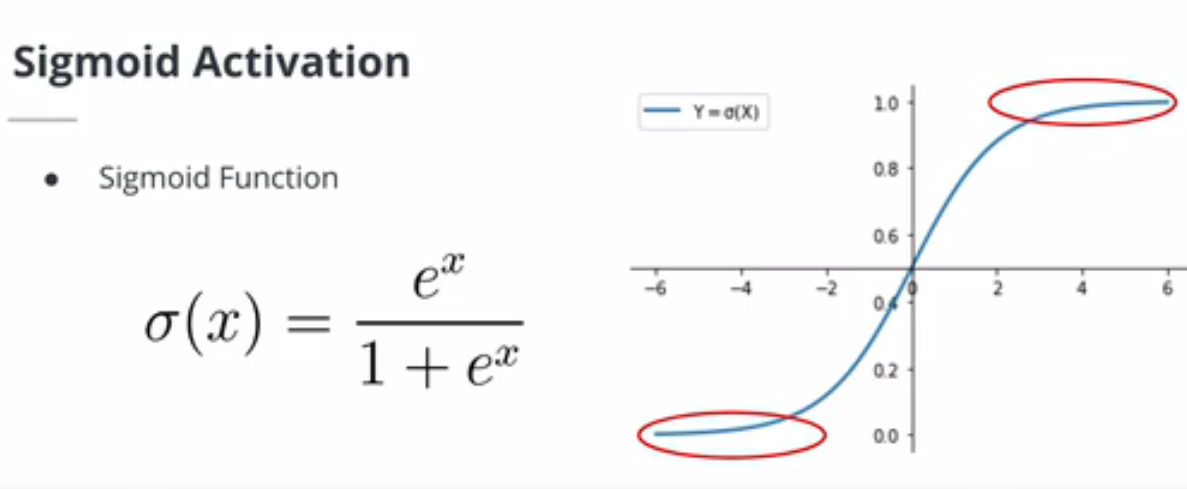 Sigmoid Activation
• Sigmoid Function
σ(x) = e^x / (1 + e^x)
Y = σ(X)
1.0
0.8
0.6
0.4
0.2
0.0
−6 −4 −2 0 2 4 6